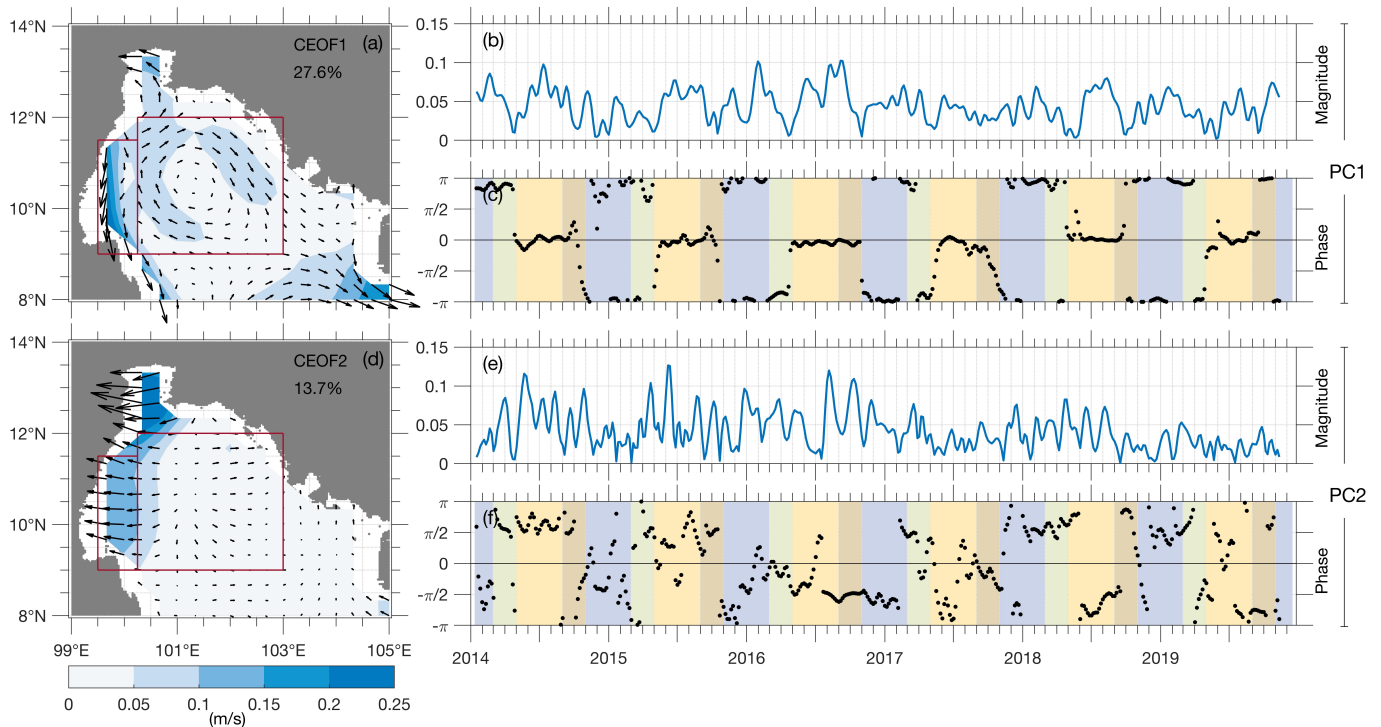 14°N
12°N
10°N
8°N
CEOF1
(a)
27.6%
(b)
0.15
0.1
0.05
0
Magnitude
(c)
π
π/2
0
-π/2
-π
Phase
PC1
14°N
12°N
10°N
8°N
CEOF2
(d)
13.7%
99°E
101°E
103°E
105°E
0
0.05
0.1
0.15
0.2
0.25
(m/s)
(e)
0.15
0.1
0.05
0
Magnitude
(f)
π
π/2
0
-π/2
-π
Phase
PC2
2014
2015
2016
2017
2018
2019